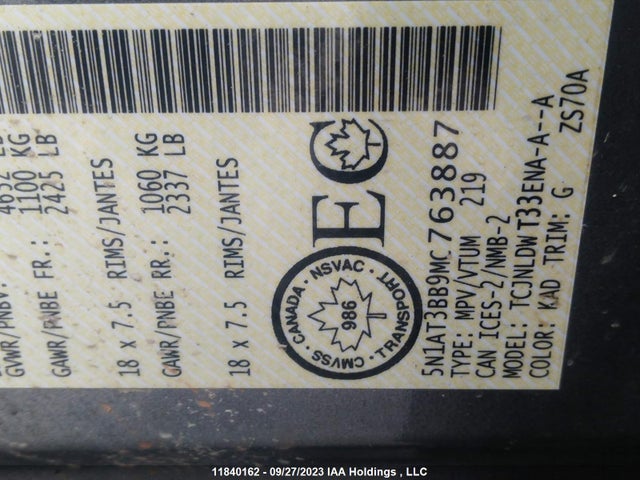 GVWR/PNBV: 4652 LB
GAWR/PNBE FR.: 1100 KG
2425 LB
18 x 7.5 RIMS/JANTES
GAWR/PNBE RR.: 1060 KG
2337 LB
18 x 7.5 RIMS/JANTES
EC
CANADA · NSVAC · TRANSPORT · CMVSS ·
986
5N1AT3BB9MC763887
TYPE: MPV/VTUM 219
CAN ICES-2/NMB-2
MODEL: TCJNLDWT33ENA-A--A
COLOR: KAD TRIM: G ZS70A
11840162 - 09/27/2023 IAA Holdings , LLC